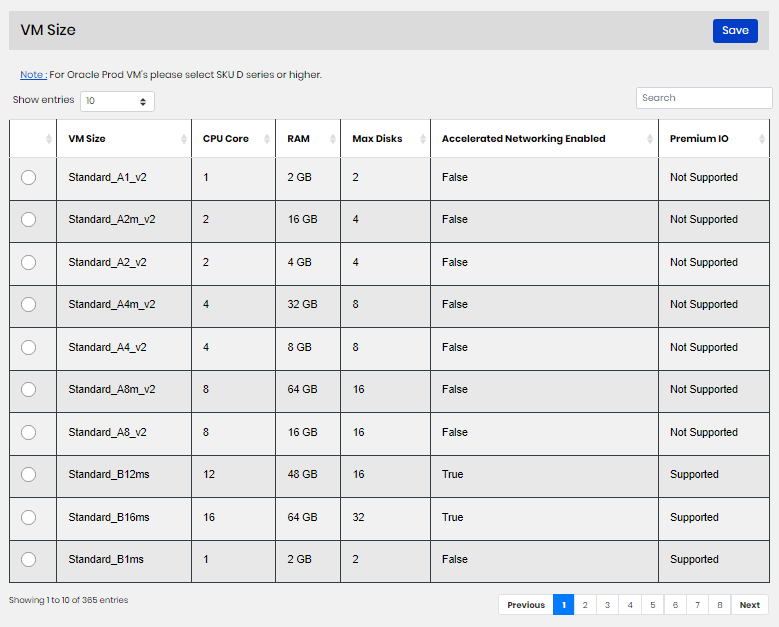 VM Size Save
Note : For Oracle Prod VM's please select SKU D series or higher.
Show entries 10 Search
VM Size CPU Core RAM Max Disks Accelerated Networking Enabled Premium IO
Standard_A1_v2 1 2 GB 2 False Not Supported
Standard_A2m_v2 2 16 GB 4 False Not Supported
Standard_A2_v2 2 4 GB 4 False Not Supported
Standard_A4m_v2 4 32 GB 8 False Not Supported
Standard_A4_v2 4 8 GB 8 False Not Supported
Standard_A8m_v2 8 64 GB 16 False Not Supported
Standard_A8_v2 8 16 GB 16 False Not Supported
Standard_B12ms 12 48 GB 16 True Supported
Standard_B16ms 16 64 GB 32 True Supported
Standard_B1ms 1 2 GB 2 False Supported
Showing 1 to 10 of 365 entries Previous 1 2 3 4 5 6 7 8 Next